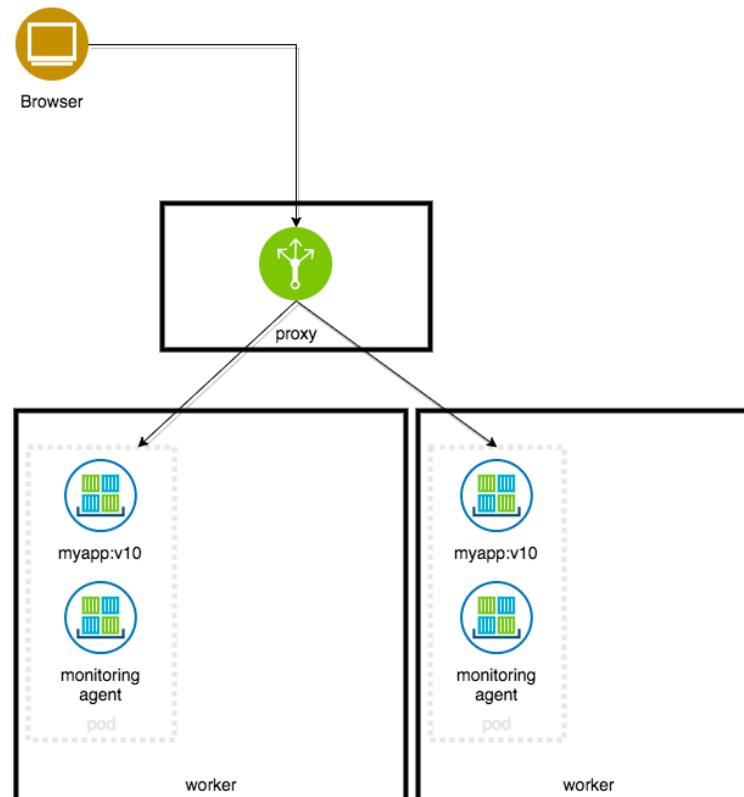 Browser
proxy
myapp:v10
monitoring
agent
pod
worker
myapp:v10
monitoring
agent
pod
worker